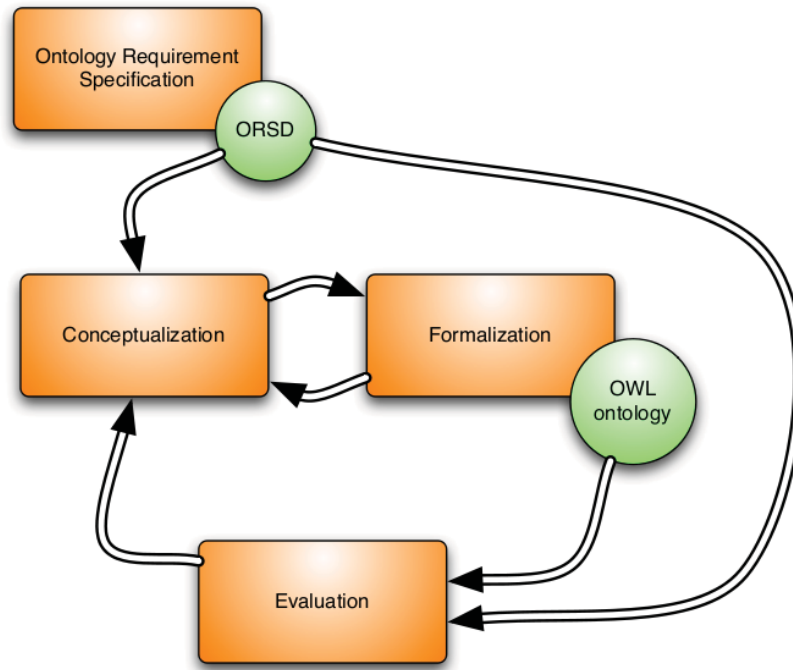 Ontology Requirement
Specification
ORSD
Conceptualization
Formalization
OWL
ontology
Evaluation